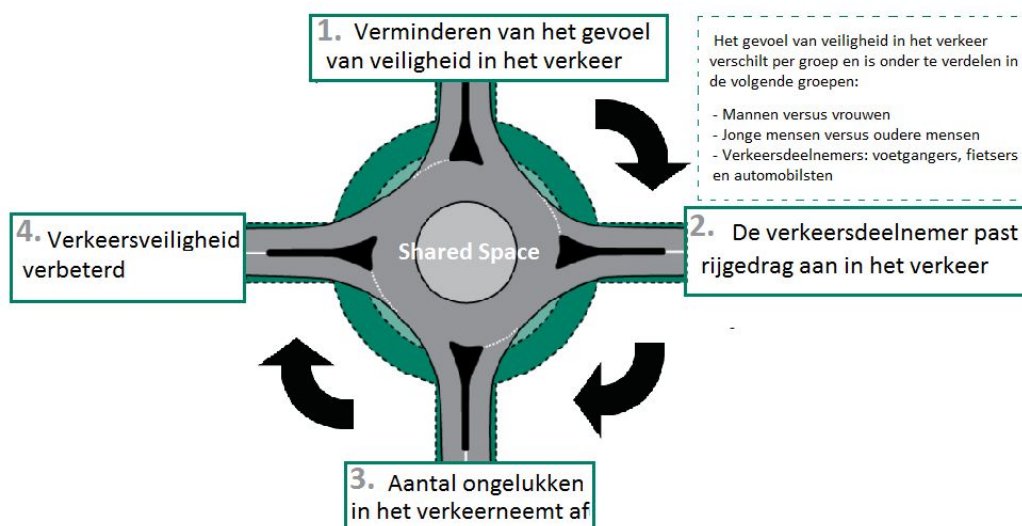 1. Verminderen van het gevoel
van veiligheid in het verkeer
Het gevoel van veiligheid in het verkeer
verschilt per groep en is onder te verdelen in
de volgende groepen:
- Mannen versus vrouwen
- Jonge mensen versus oudere mensen
- Verkeersdeelnemers: voetgangers, fietsers
en automobilsten
2. De verkeersdeelnemer past
rijgedrag aan in het verkeer
-
4. Verkeersveiligheid
verbeterd
Shared Space
3. Aantal ongelukken
in het verkeerneemt af